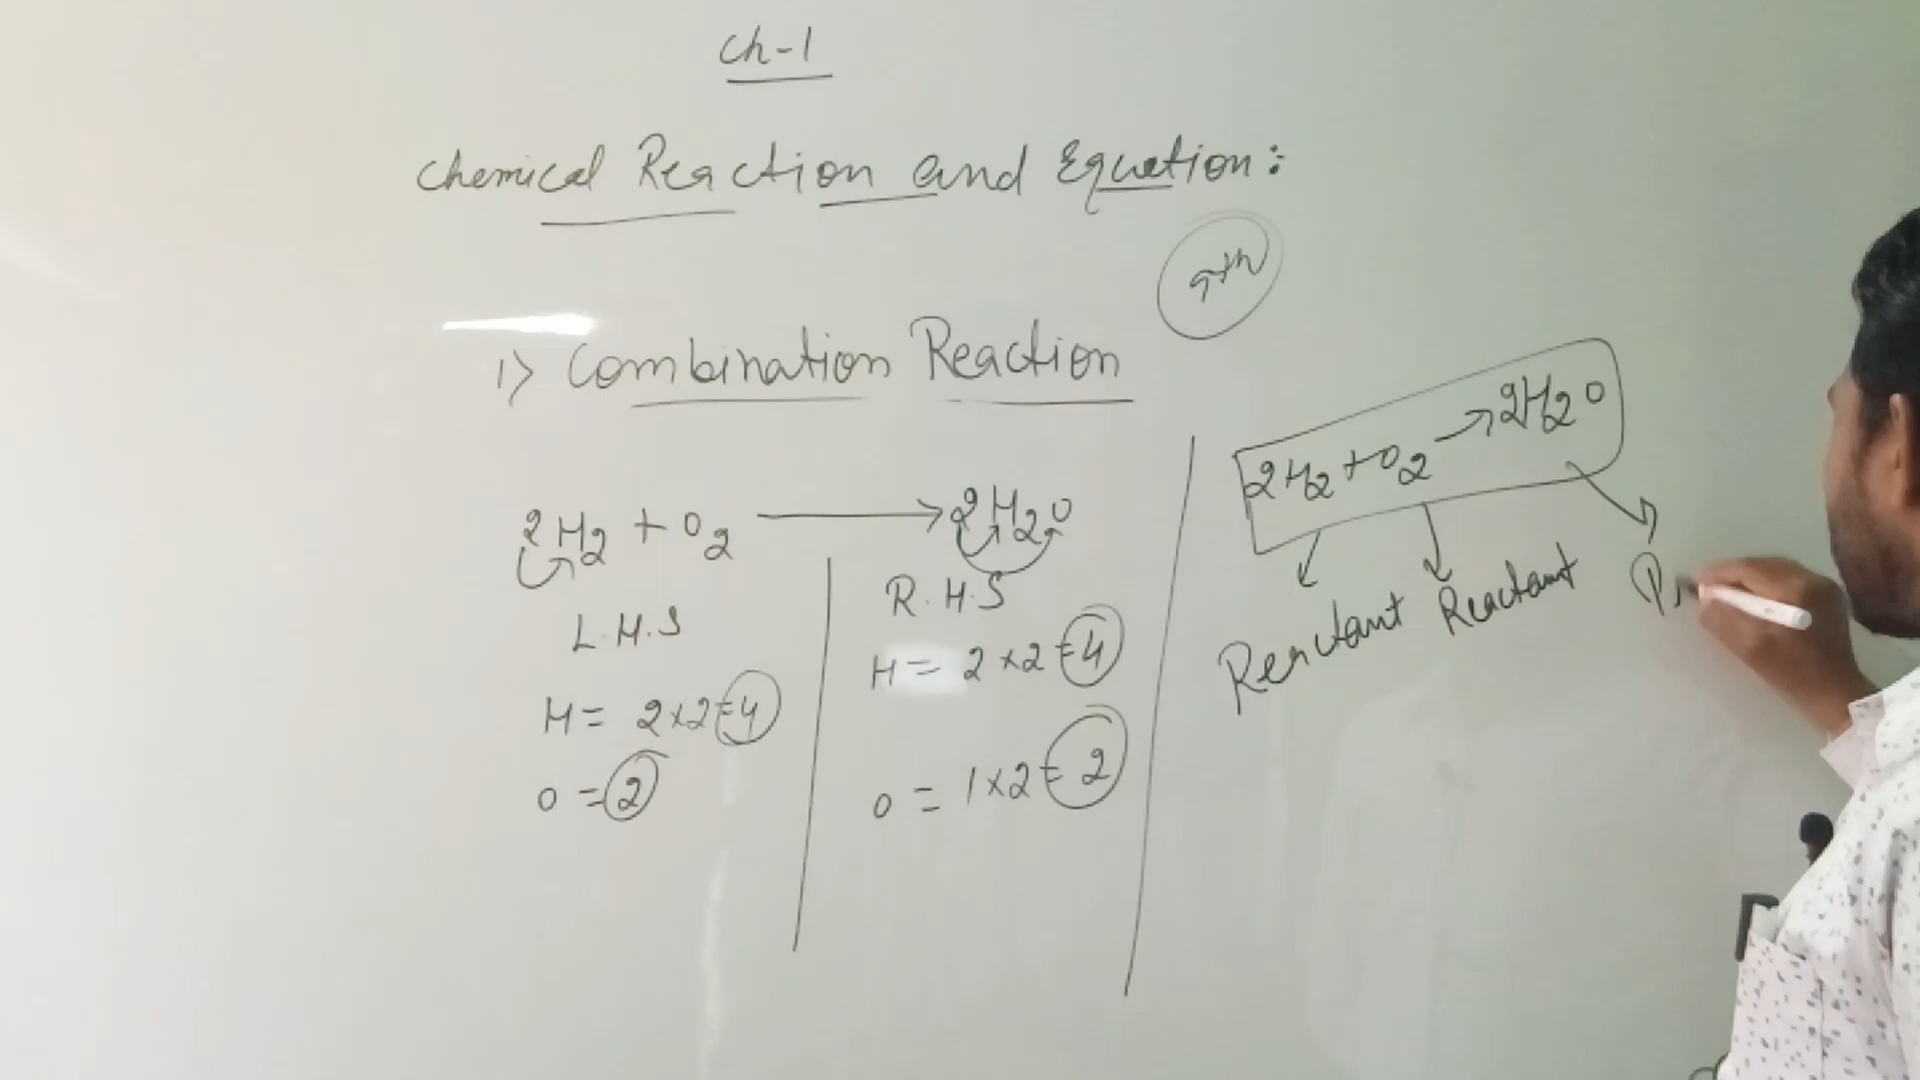 Ch-1
Chemical Reaction and Equation:
9th
1) Combination Reaction
2H2 + O2 → 2H2O
L.H.S
H = 2×2=4
O = 2
R.H.S
H = 2×2=4
O = 1×2=2
2H2+O2 → 2H2O
Reactant Reactant Pr